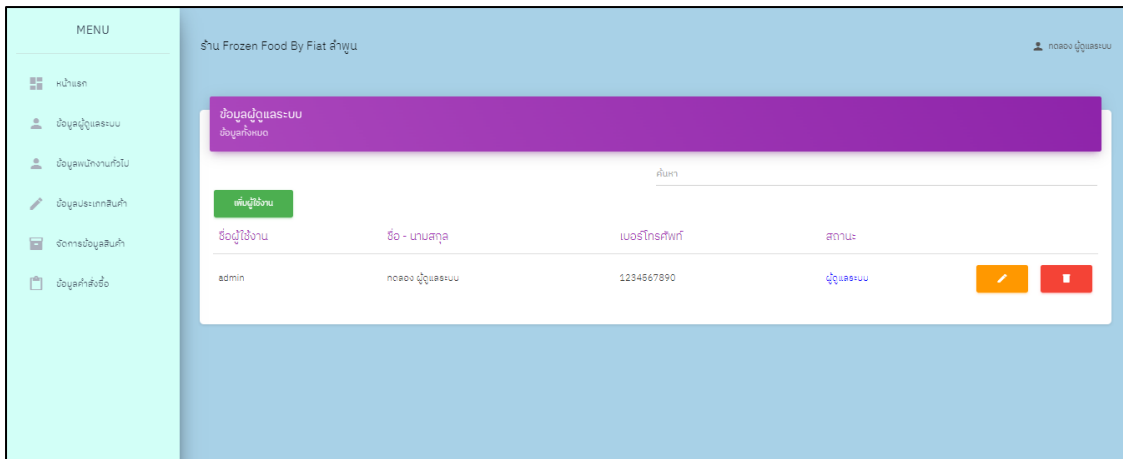 MENU
หน้าแรก
ข้อมูลผู้ดูแลระบบ
ข้อมูลพนักงานทั่วไป
ข้อมูลประเภทสินค้า
จัดการข้อมูลสินค้า
ข้อมูลคำสั่งซื้อ
ร้าน Frozen Food By Fiat ลำพูน
ทดลอง ผู้ดูแลระบบ
ข้อมูลผู้ดูแลระบบ
ข้อมูลทั้งหมด
ค้นหา
เพิ่มผู้ใช้งาน
ชื่อผู้ใช้งาน ชื่อ - นามสกุล เบอร์โทรศัพท์ สถานะ
admin ทดลอง ผู้ดูแลระบบ 1234567890 ผู้ดูแลระบบ